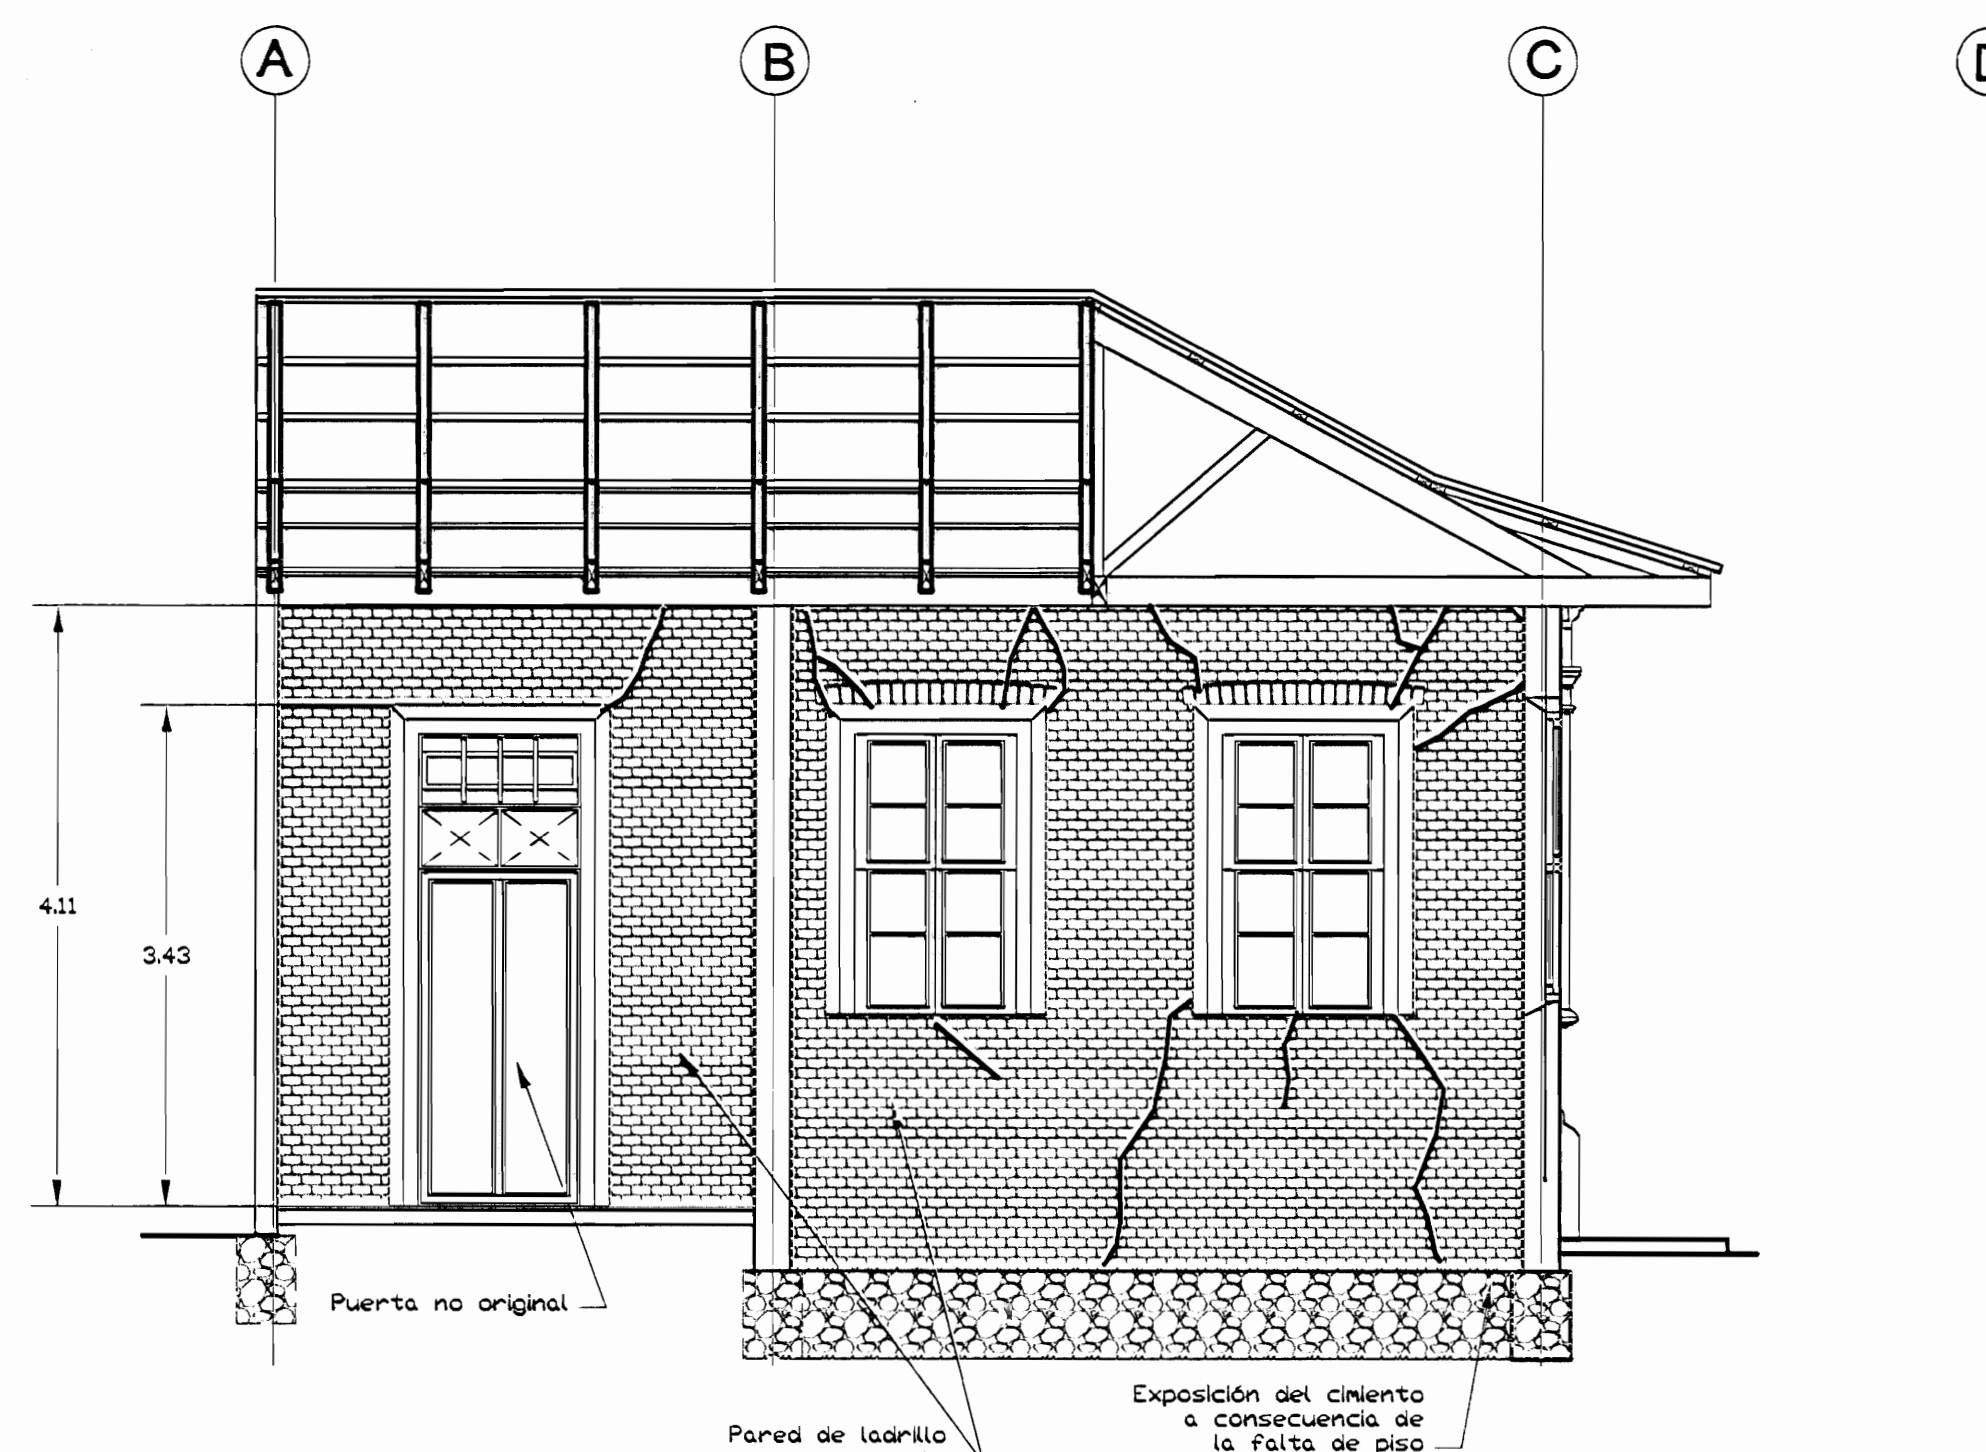 A
B
C
4.11
3.43
Puerta no original
Pared de ladrillo
Exposición del cimiento
a consecuencia de
la falta de piso